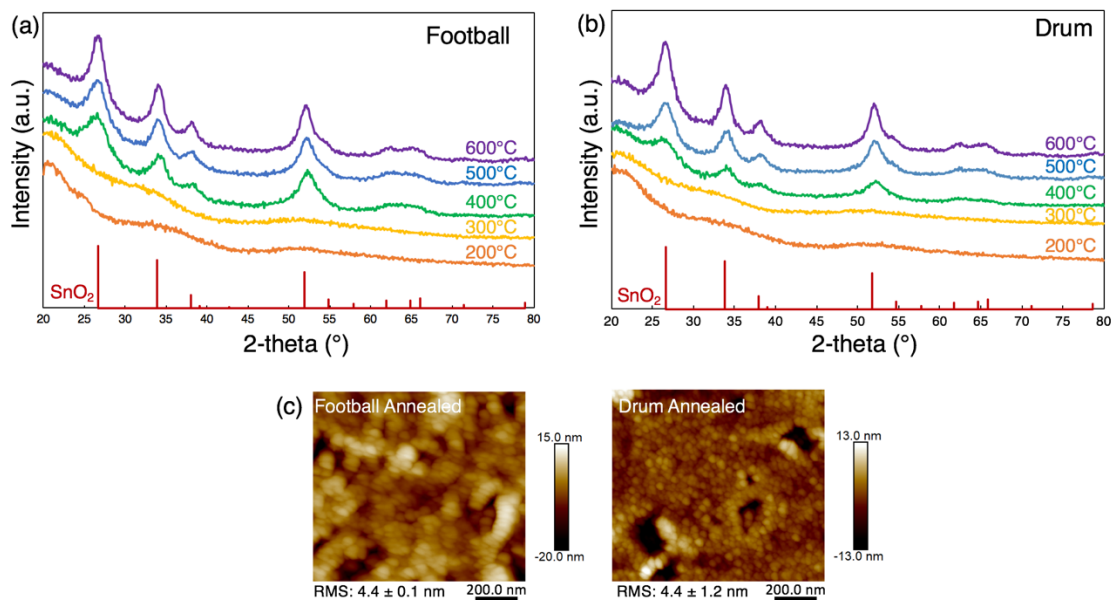 (a)
Football
Intensity (a.u.)
600°C
500°C
400°C
300°C
200°C
SnO2
20 25 30 35 40 45 50 55 60 65 70 75 80
2-theta (°)
(b)
Drum
Intensity (a.u.)
600°C
500°C
400°C
300°C
200°C
SnO2
20 25 30 35 40 45 50 55 60 65 70 75 80
2-theta (°)
(c)
Football Annealed
15.0 nm
-20.0 nm
RMS: 4.4 ± 0.1 nm
200.0 nm
Drum Annealed
13.0 nm
-13.0 nm
RMS: 4.4 ± 1.2 nm
200.0 nm